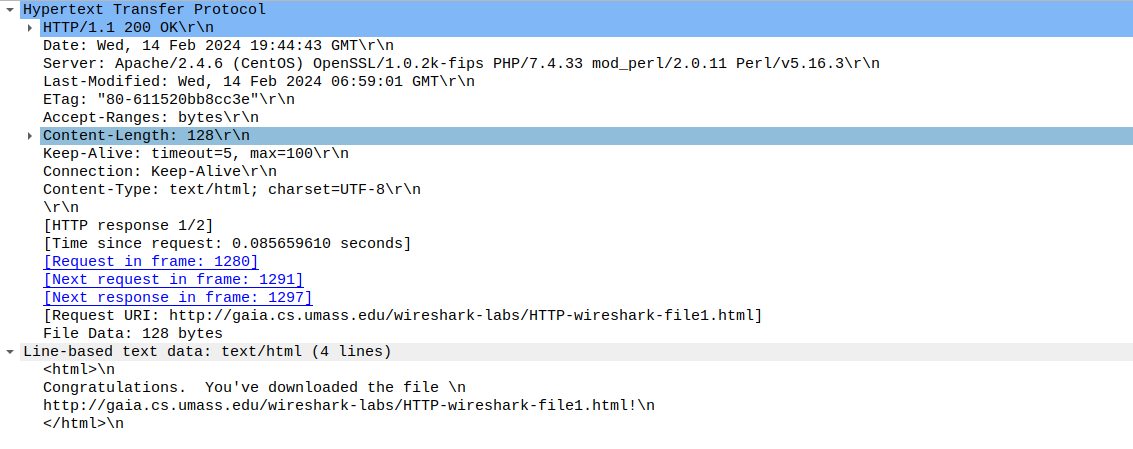 Hypertext Transfer Protocol
HTTP/1.1 200 OK\r\n
Date: Wed, 14 Feb 2024 19:44:43 GMT\r\n
Server: Apache/2.4.6 (CentOS) OpenSSL/1.0.2k-fips PHP/7.4.33 mod_perl/2.0.11 Perl/v5.16.3\r\n
Last-Modified: Wed, 14 Feb 2024 06:59:01 GMT\r\n
ETag: "80-611520bb8cc3e"\r\n
Accept-Ranges: bytes\r\n
Content-Length: 128\r\n
Keep-Alive: timeout=5, max=100\r\n
Connection: Keep-Alive\r\n
Content-Type: text/html; charset=UTF-8\r\n
\r\n
[HTTP response 1/2]
[Time since request: 0.085659610 seconds]
[Request in frame: 1280]
[Next request in frame: 1291]
[Next response in frame: 1297]
[Request URI: http://gaia.cs.umass.edu/wireshark-labs/HTTP-wireshark-file1.html]
File Data: 128 bytes
Line-based text data: text/html (4 lines)
<html>\n
Congratulations.  You've downloaded the file \n
http://gaia.cs.umass.edu/wireshark-labs/HTTP-wireshark-file1.html!\n
</html>\n